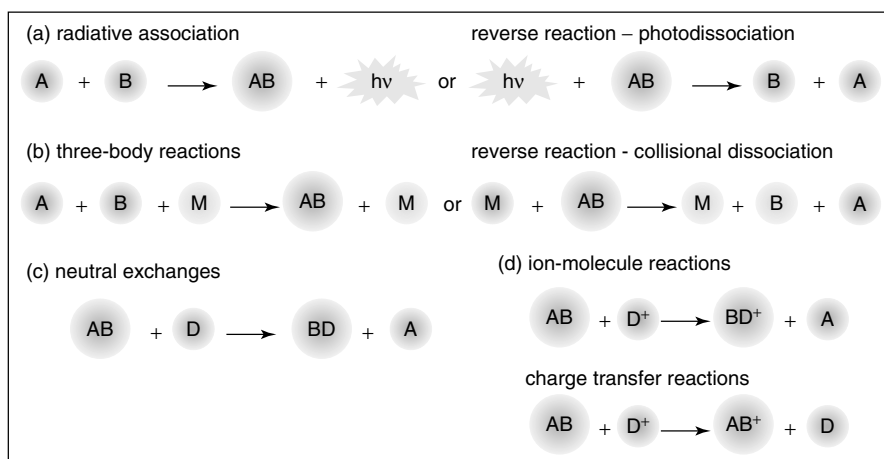 (a) radiative association reverse reaction – photodissociation
A + B → AB + hν or hν + AB → B + A
(b) three-body reactions reverse reaction - collisional dissociation
A + B + M → AB + M or M + AB → M + B + A
(c) neutral exchanges
AB + D → BD + A
(d) ion-molecule reactions
AB + D⁺ → BD⁺ + A
charge transfer reactions
AB + D⁺ → AB⁺ + D